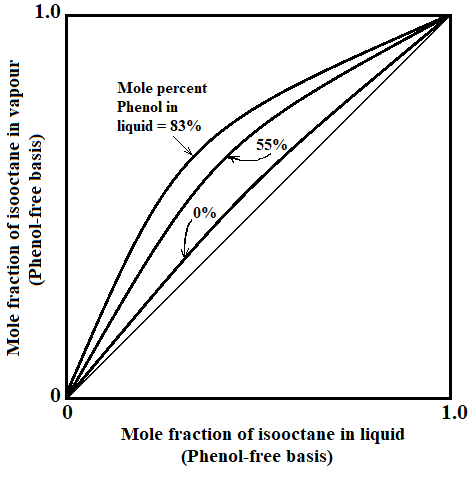 1.0
Mole percent
Phenol in
liquid = 83%
55%
0%
Mole fraction of isooctane in vapour
(Phenol-free basis)
0
0
1.0
Mole fraction of isooctane in liquid
(Phenol-free basis)